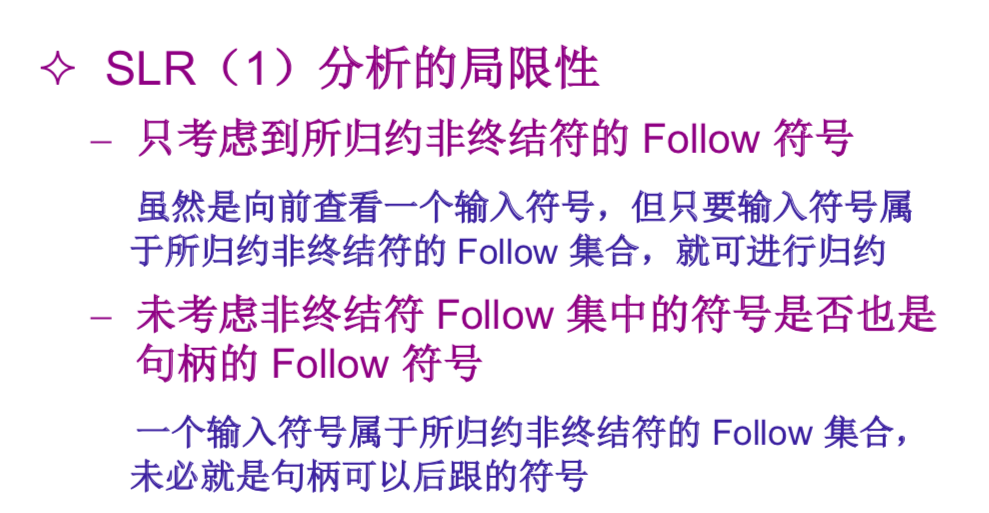 ✧ SLR（1）分析的局限性
– 只考虑到所归约非终结符的 Follow 符号
虽然是向前查看一个输入符号，但只要输入符号属
于所归约非终结符的 Follow 集合，就可进行归约
– 未考虑非终结符 Follow 集中的符号是否也是
句柄的 Follow 符号
一个输入符号属于所归约非终结符的 Follow 集合，
未必就是句柄可以后跟的符号